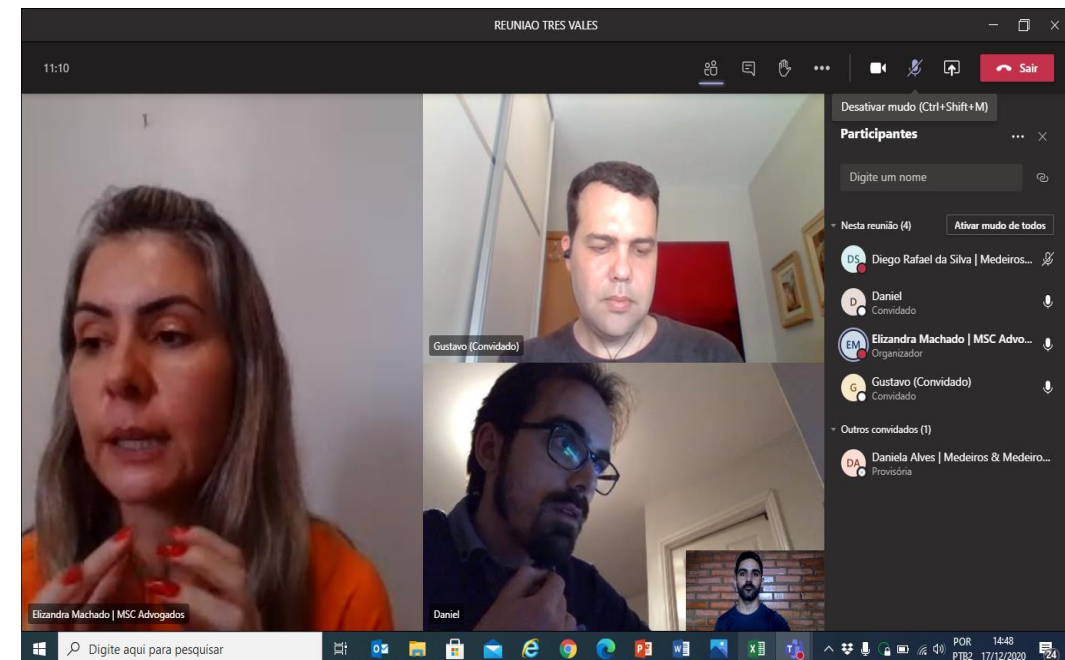 REUNIAO TRES VALES
11:10
Sair
Desativar mudo (Ctrl+Shift+M)
Participantes
Digite um nome
Nesta reunião (4)
Ativar mudo de todos
DS
Diego Rafael da Silva | Medeiros...
D
Daniel
Convidado
EM
Elizandra Machado | MSC Advo...
Organizador
G
Gustavo (Convidado)
Convidado
Outros convidados (1)
DA
Daniela Alves | Medeiros & Medeiro...
Provisória
Gustavo (Convidado)
Elizandra Machado | MSC Advogados
Daniel
Digite aqui para pesquisar
POR
PTB2
14:48
17/12/2020
24